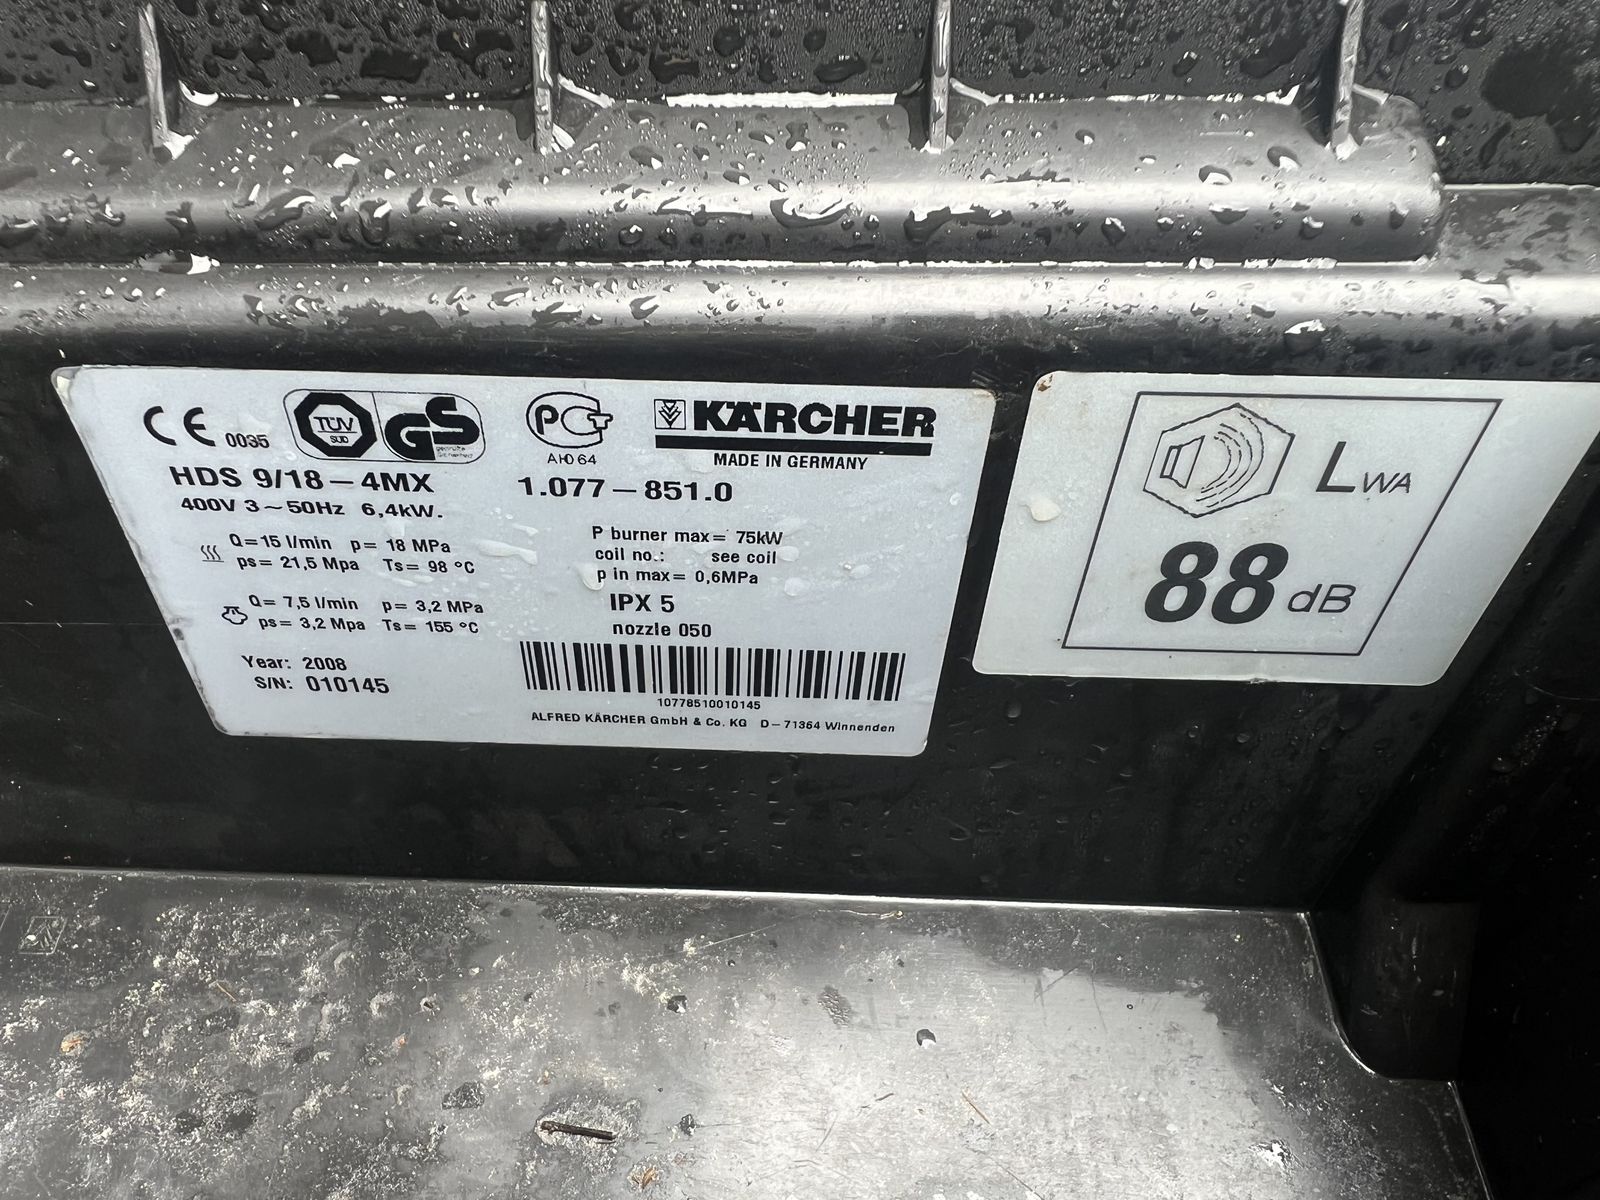 CE 0035
TÜV
SÜD
GS
geprüfte
Sicherheit
PCT
KÄRCHER
MADE IN GERMANY
HDS 9/18-4MX
1.077-851.0
400V 3~50Hz 6,4kW.
Q=15 l/min p= 18 MPa
ps= 21,5 Mpa Ts= 98 °C
Q= 7,5 l/min p= 3,2 MPa
ps= 3,2 Mpa Ts= 155 °C
Year: 2008
S/N: 010145
P burner max= 75kW
coil no.: see coil
p in max= 0,6MPa
IPX 5
nozzle 050
10778510010145
ALFRED KÄRCHER GmbH & Co. KG D-71364 Winnenden
LWA
88 dB